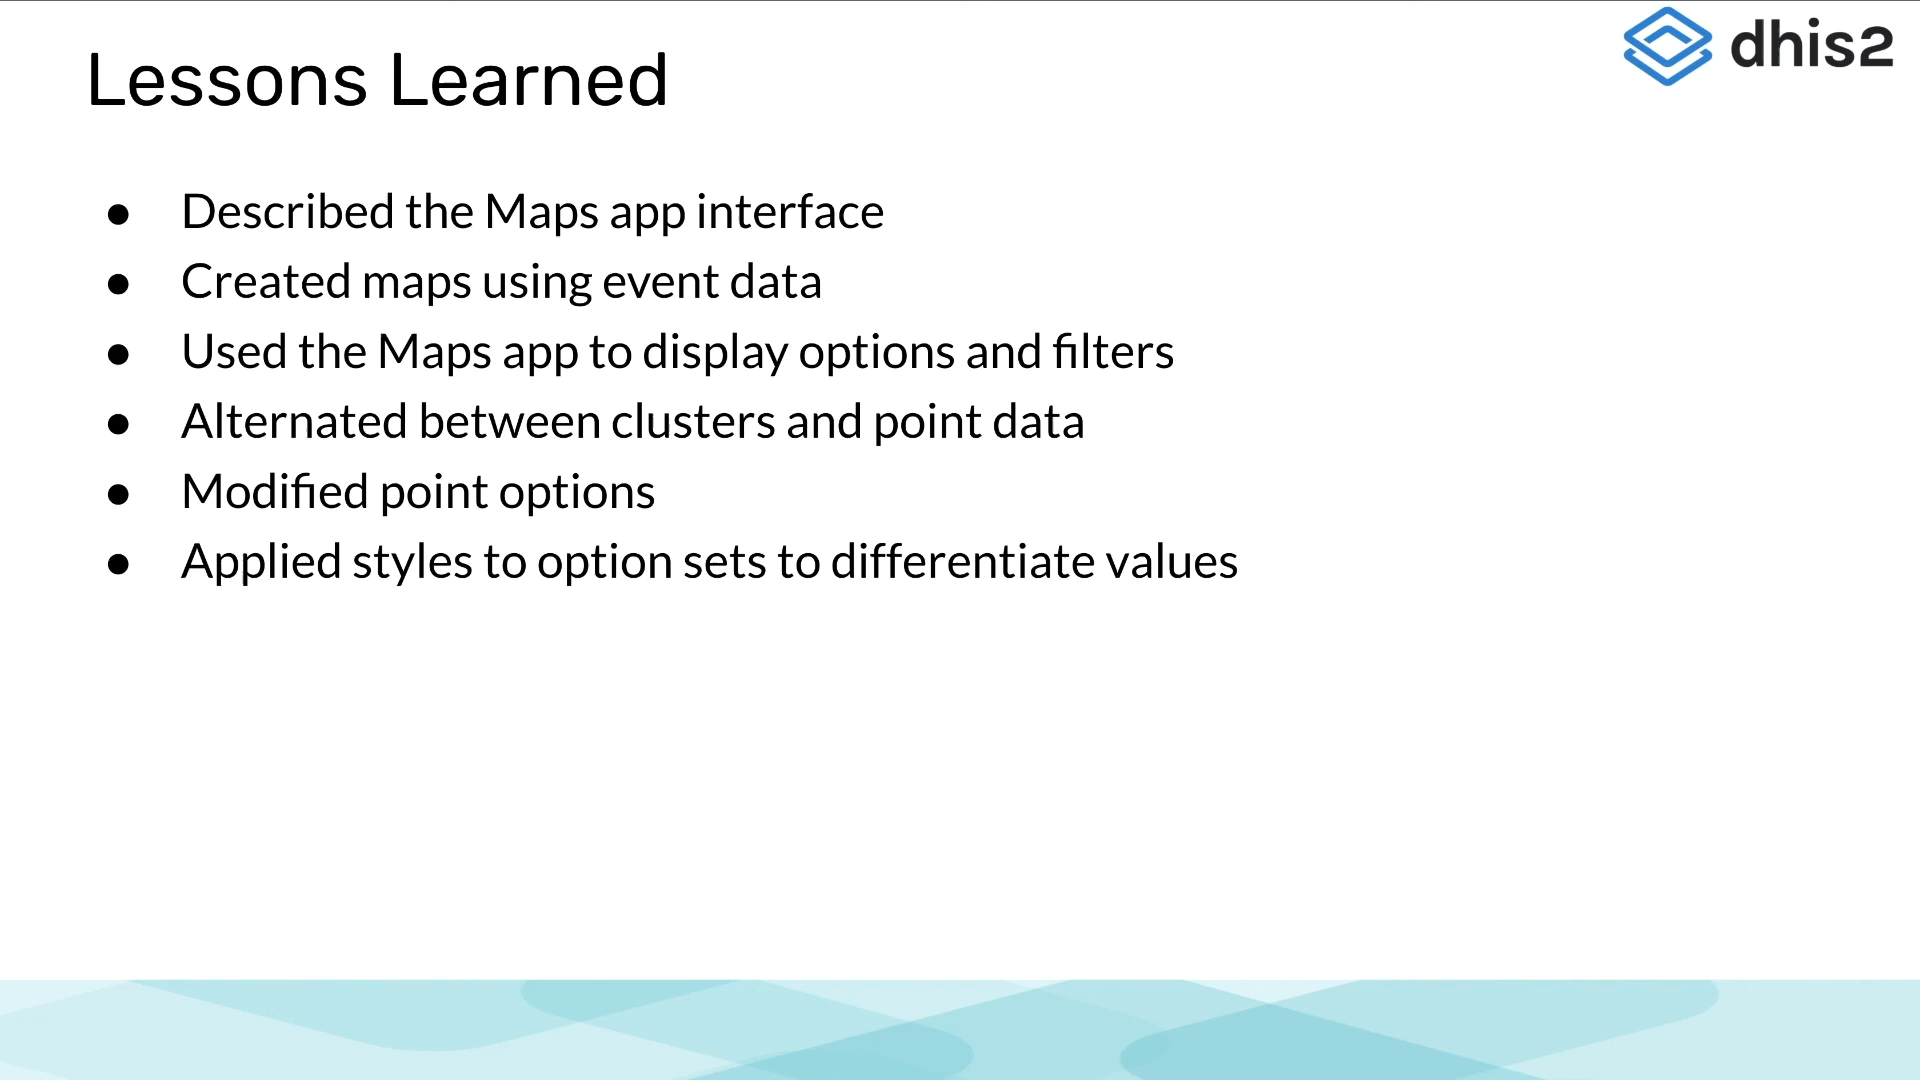 dhis2
Lessons Learned
● Described the Maps app interface
● Created maps using event data
● Used the Maps app to display options and filters
● Alternated between clusters and point data
● Modified point options
● Applied styles to option sets to differentiate values